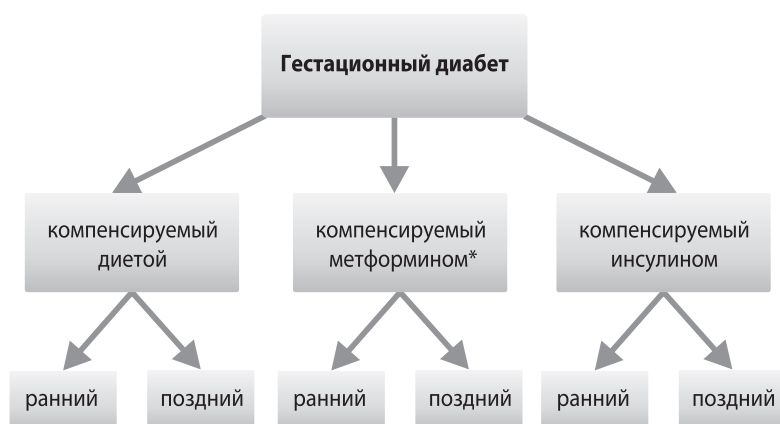 Гестационный диабет
компенсируемый
диетой
компенсируемый
метформином*
компенсируемый
инсулином
ранний
поздний
ранний
поздний
ранний
поздний